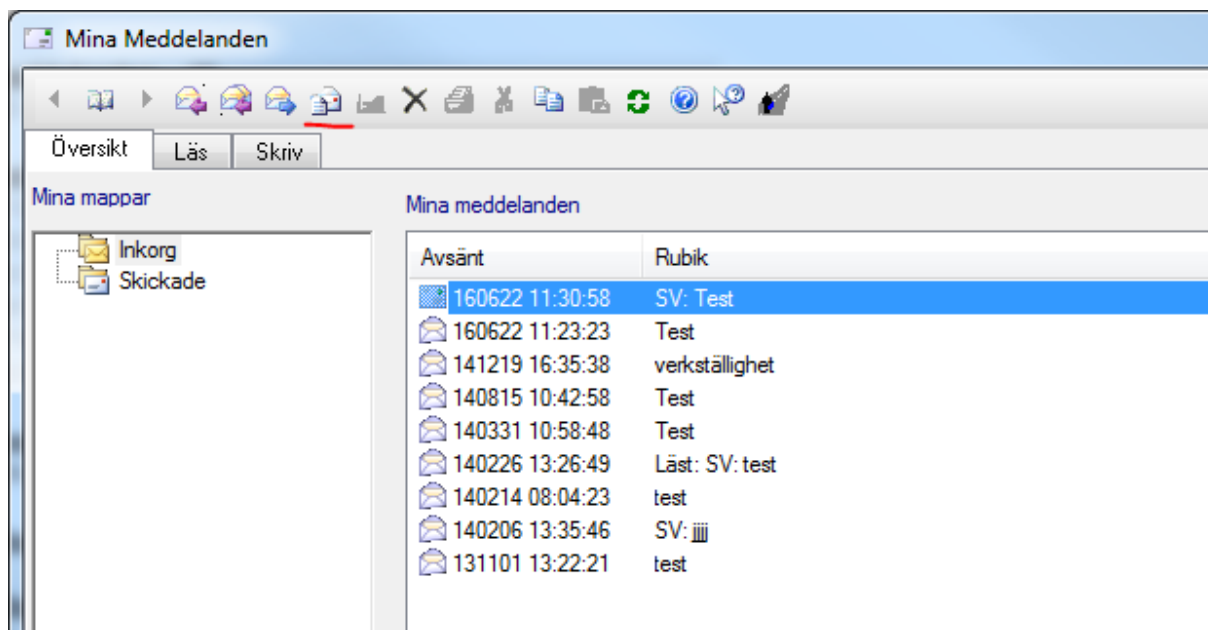 Mina Meddelanden
Översikt Läs Skriv
Mina mappar
Inkorg
Skickade
Mina meddelanden
Avsänt Rubik
160622 11:30:58 SV: Test
160622 11:23:23 Test
141219 16:35:38 verkställighet
140815 10:42:58 Test
140331 10:58:48 Test
140226 13:26:49 Läst: SV: test
140214 08:04:23 test
140206 13:35:46 SV: jjjj
131101 13:22:21 test